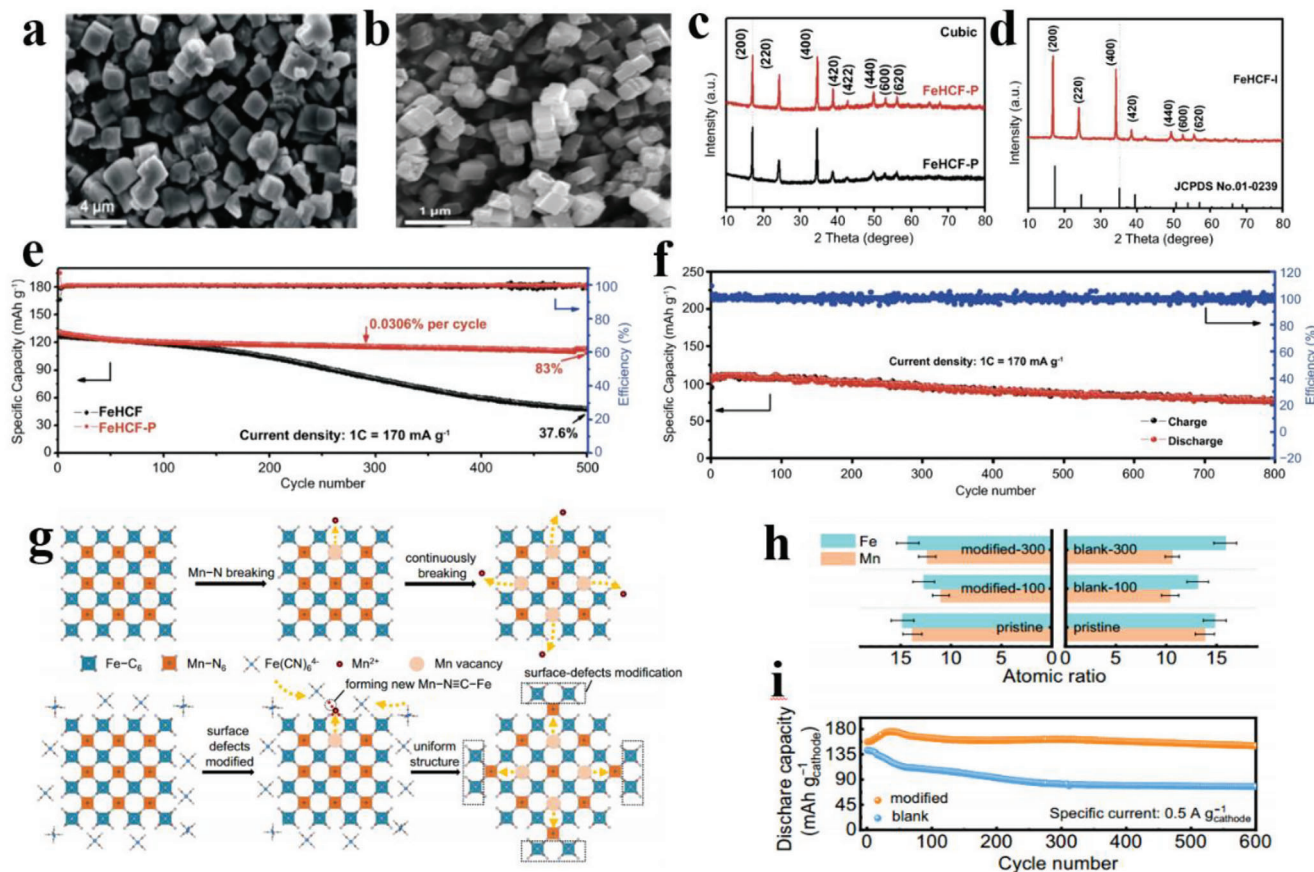 a
4 μm
b
1 μm
c
Intensity (a.u.)
(200)
(220)
(400)
(420)
(422)
(440)
(600)
(620)
Cubic
FeHCF-P
FeHCF-P
10 20 30 40 50 60 70 80
2 Theta (degree)
d
Intensity (a.u.)
(200)
(220)
(400)
(420)
(440)
(600)
(620)
FeHCF-I
JCPDS No.01-0239
10 20 30 40 50 60 70 80
2 Theta (degree)
e
Specific Capacity (mAh g⁻¹)
180
150
120
90
60
30
0.0306% per cycle
83%
37.6%
FeHCF
FeHCF-P
Current density: 1C = 170 mA g⁻¹
100
80
60
40
20
0
Efficiency (%)
0 100 200 300 400 500
Cycle number
f
Specific Capacity (mAh g⁻¹)
250
225
200
175
150
125
100
75
50
25
0
Current density: 1C = 170 mA g⁻¹
Charge
Discharge
120
100
80
60
40
20
0
-20
Efficiency (%)
0 100 200 300 400 500 600 700 800
Cycle number
g
Mn−N breaking
continuously
breaking
Fe−C₆
Mn−N₆
Fe(CN)₆⁴⁻
Mn²⁺
Mn vacancy
surface-defects modification
forming new Mn−N≡C−Fe
surface
defects
modified
uniform
structure
h
Fe
Mn
modified-300
blank-300
modified-100
blank-100
pristine
pristine
15 10 5 0 0 5 10 15
Atomic ratio
i
Dischare capacity
(mAh g⁻¹cathode)
180
135
90
45
0
modified
blank
Specific current: 0.5 A g⁻¹cathode
0 100 200 300 400 500 600
Cycle number